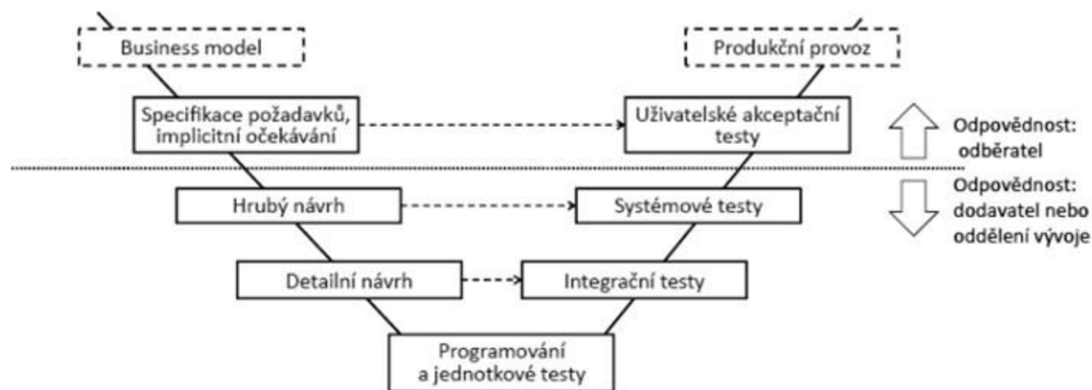 Business model
Produkční provoz
Specifikace požadavků,
implicitní očekávání
Uživatelské akceptační
testy
Odpovědnost:
odběratel
Hrubý návrh
Systémové testy
Odpovědnost:
dodavatel nebo
oddělení vývoje
Detailní návrh
Integrační testy
Programování
a jednotkové testy